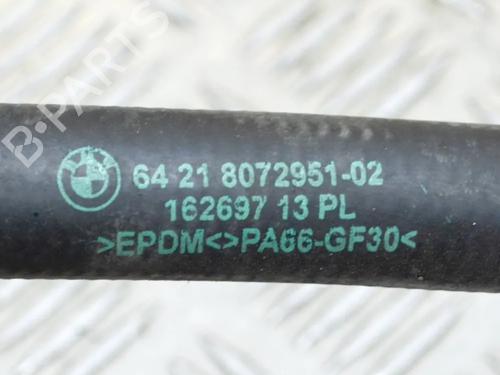 B-PARTS
64 21 8072951-02
162697 13 PL
>EPDM<>PA66-GF30<